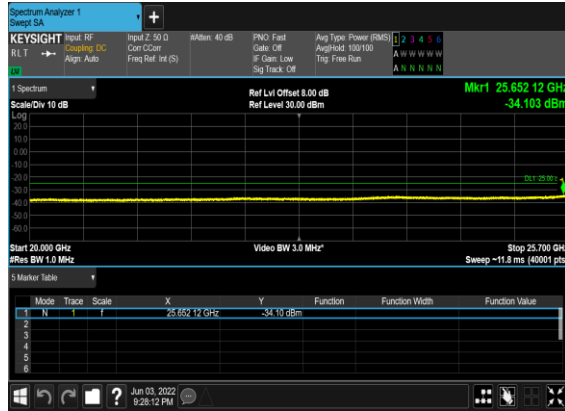 Spectrum Analyzer 1
Swept SA
+
KEYSIGHT Input: RF Input Z: 50 Ω #Atten: 40 dB PNO: Fast Avg Type: Power (RMS) 1 2 3 4 5 6
RLT Coupling: DC Corr CCorr Gate: Off Avg|Hold: 100/100 A W W W W W
Align: Auto Freq Ref: Int (S) IF Gain: Low Trig: Free Run
Sig Track: Off A N N N N N
1 Spectrum
Scale/Div 10 dB
Ref Lvl Offset 8.00 dB
Ref Level 30.00 dBm
Mkr1 25.652 12 GHz
-34.103 dBm
Log
20.0
10.0
0.00
-10.0
-20.0
-30.0
-40.0
-50.0
-60.0
Start 20.000 GHz Video BW 3.0 MHz* Stop 25.700 GHz
#Res BW 1.0 MHz Sweep ~11.8 ms (40001 pts)
5 Marker Table
Mode Trace Scale X Y Function Function Width Function Value
1 N 1 f 25.652 12 GHz -34.10 dBm
2
3
4
5
6
? Jun 03, 2022
9:28:12 PM